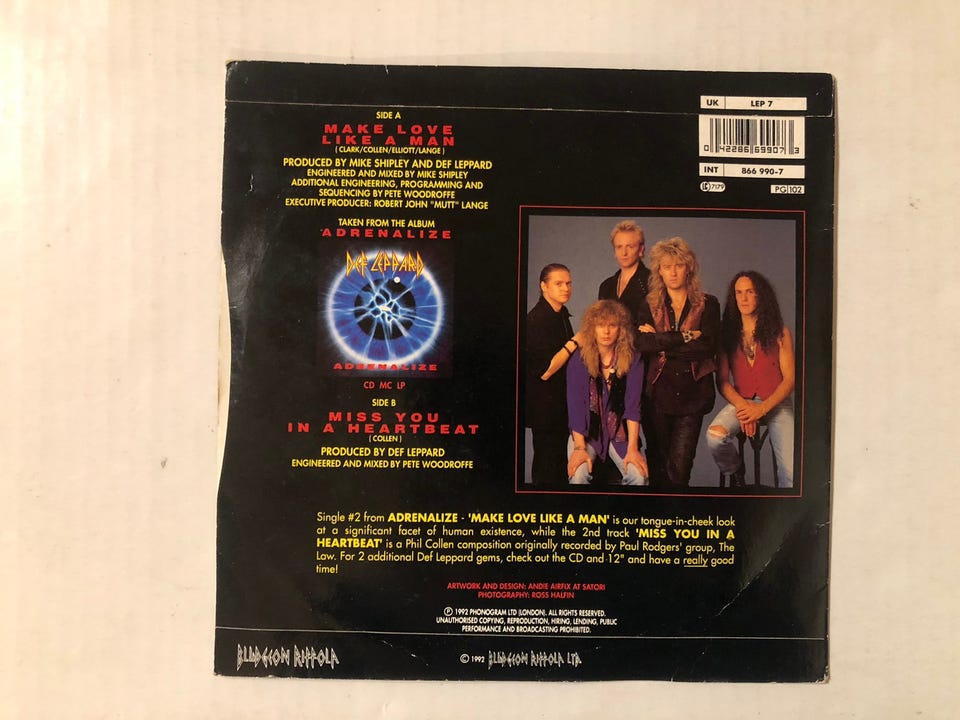 SIDE A
MAKE LOVE
LIKE A MAN
( CLARK/COLLEN/ELLIOTT/LANGE )
PRODUCED BY MIKE SHIPLEY AND DEF LEPPARD
ENGINEERED AND MIXED BY MIKE SHIPLEY
ADDITIONAL ENGINEERING, PROGRAMMING AND
SEQUENCING BY PETE WOODROFFE
EXECUTIVE PRODUCER: ROBERT JOHN "MUTT" LANGE
TAKEN FROM THE ALBUM
ADRENALIZE
DEF LEPPARD
ADRENALIZE
CD MC LP
SIDE B
MISS YOU
IN A HEARTBEAT
( COLLEN )
PRODUCED BY DEF LEPPARD
ENGINEERED AND MIXED BY PETE WOODROFFE
UK LEP 7
0 42286 69907 3
INT 866 990-7
LC 7179 PG 102
Single #2 from ADRENALIZE - 'MAKE LOVE LIKE A MAN' is our tongue-in-cheek look
at a significant facet of human existence, while the 2nd track 'MISS YOU IN A
HEARTBEAT' is a Phil Collen composition originally recorded by Paul Rodgers' group, The
Law. For 2 additional Def Leppard gems, check out the CD and 12" and have a really good
time!
ARTWORK AND DESIGN: ANDIE AIRFIX AT SATORI
PHOTOGRAPHY: ROSS HALFIN
℗ 1992 PHONOGRAM LTD (LONDON). ALL RIGHTS RESERVED.
UNAUTHORISED COPYING, REPRODUCTION, HIRING, LENDING, PUBLIC
PERFORMANCE AND BROADCASTING PROHIBITED.
BLUDGEON RIFFOLA
© 1992 BLUDGEON RIFFOLA LTD.